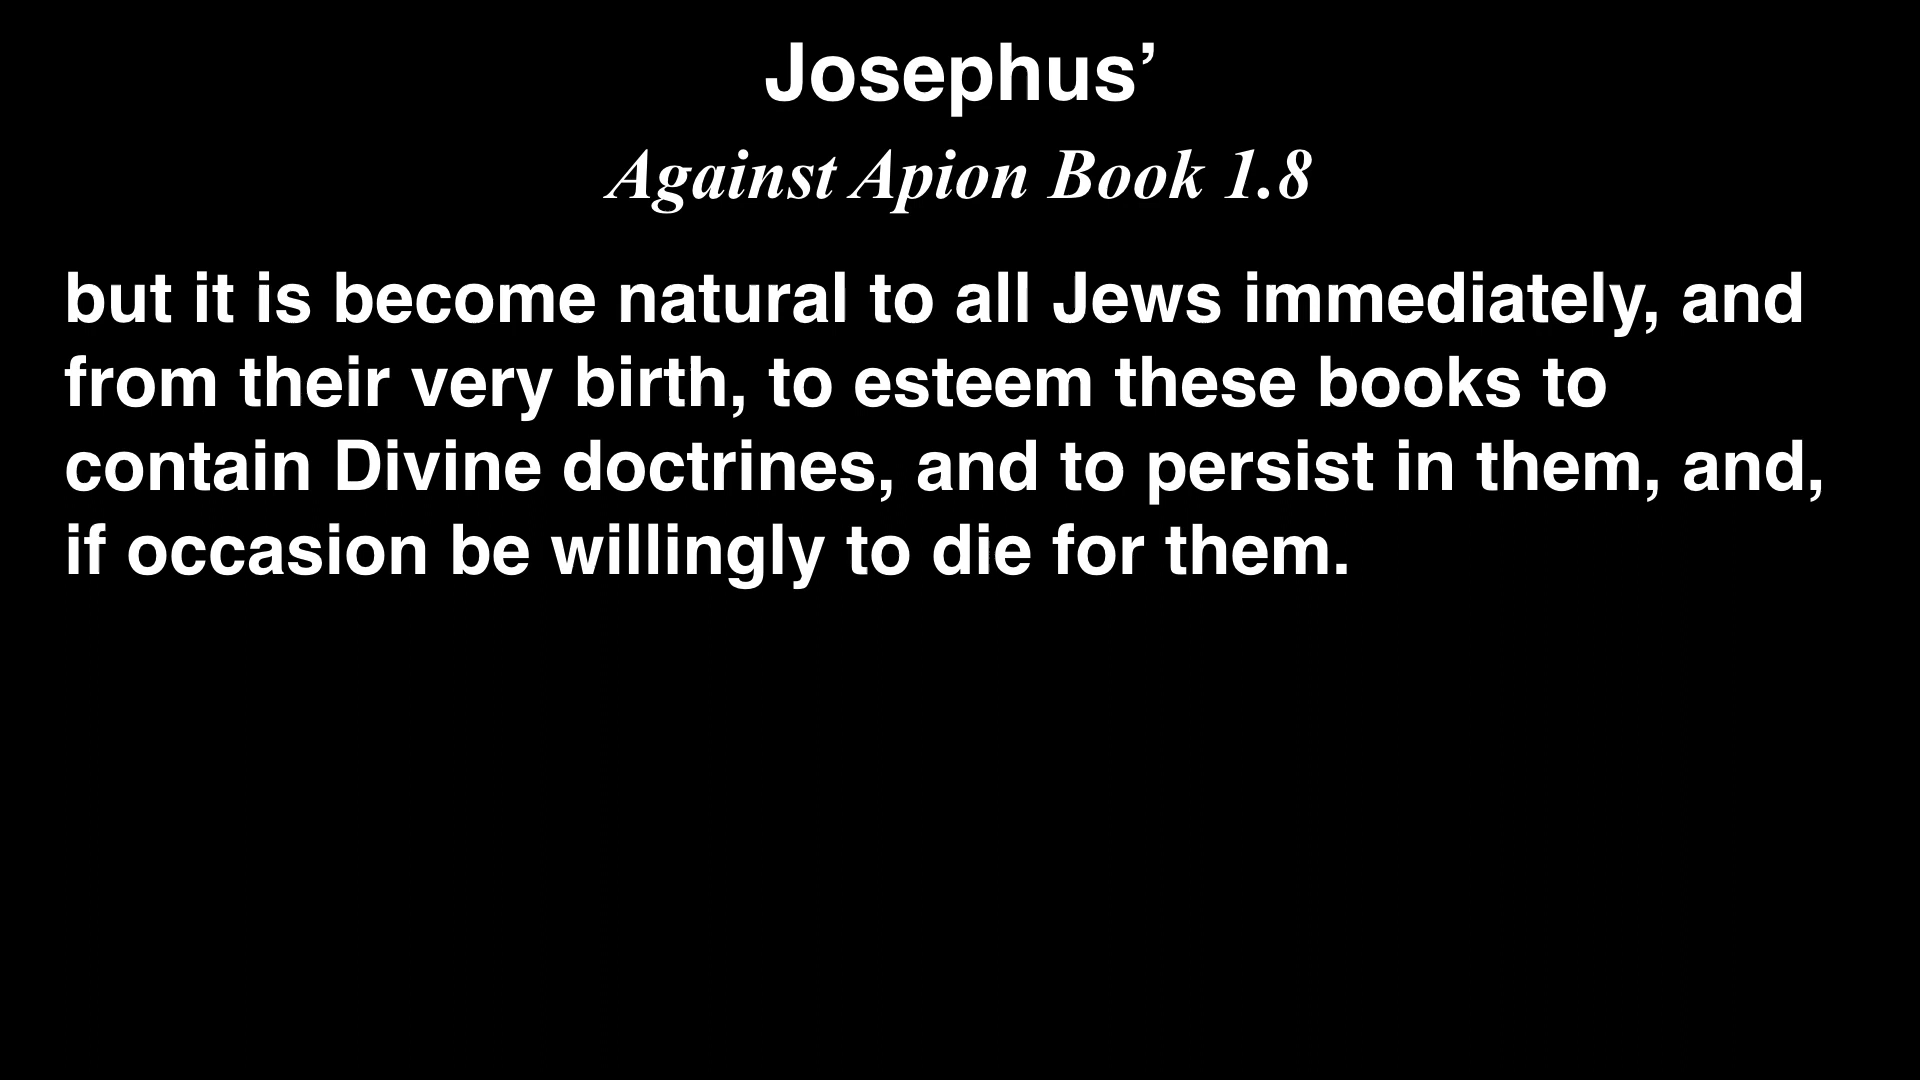 Josephus’
Against Apion Book 1.8
but it is become natural to all Jews immediately, and
from their very birth, to esteem these books to
contain Divine doctrines, and to persist in them, and,
if occasion be willingly to die for them.